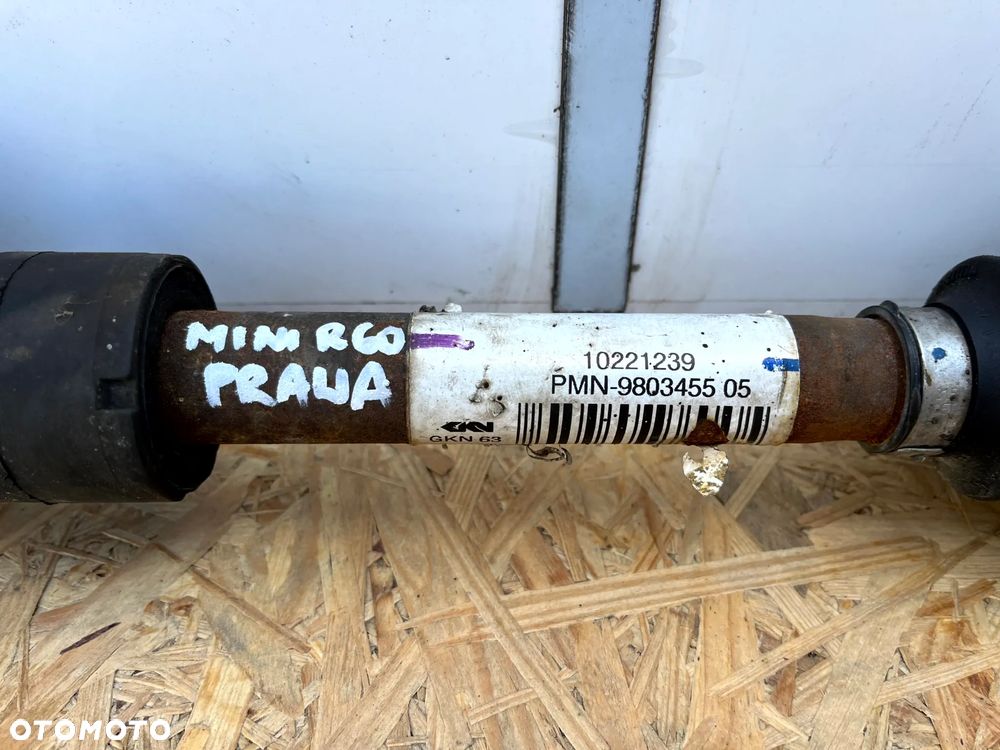 MINI R60
PRAWA
10221239
PMN-9803455 05
GKN
GKN 63
OTOMOTO